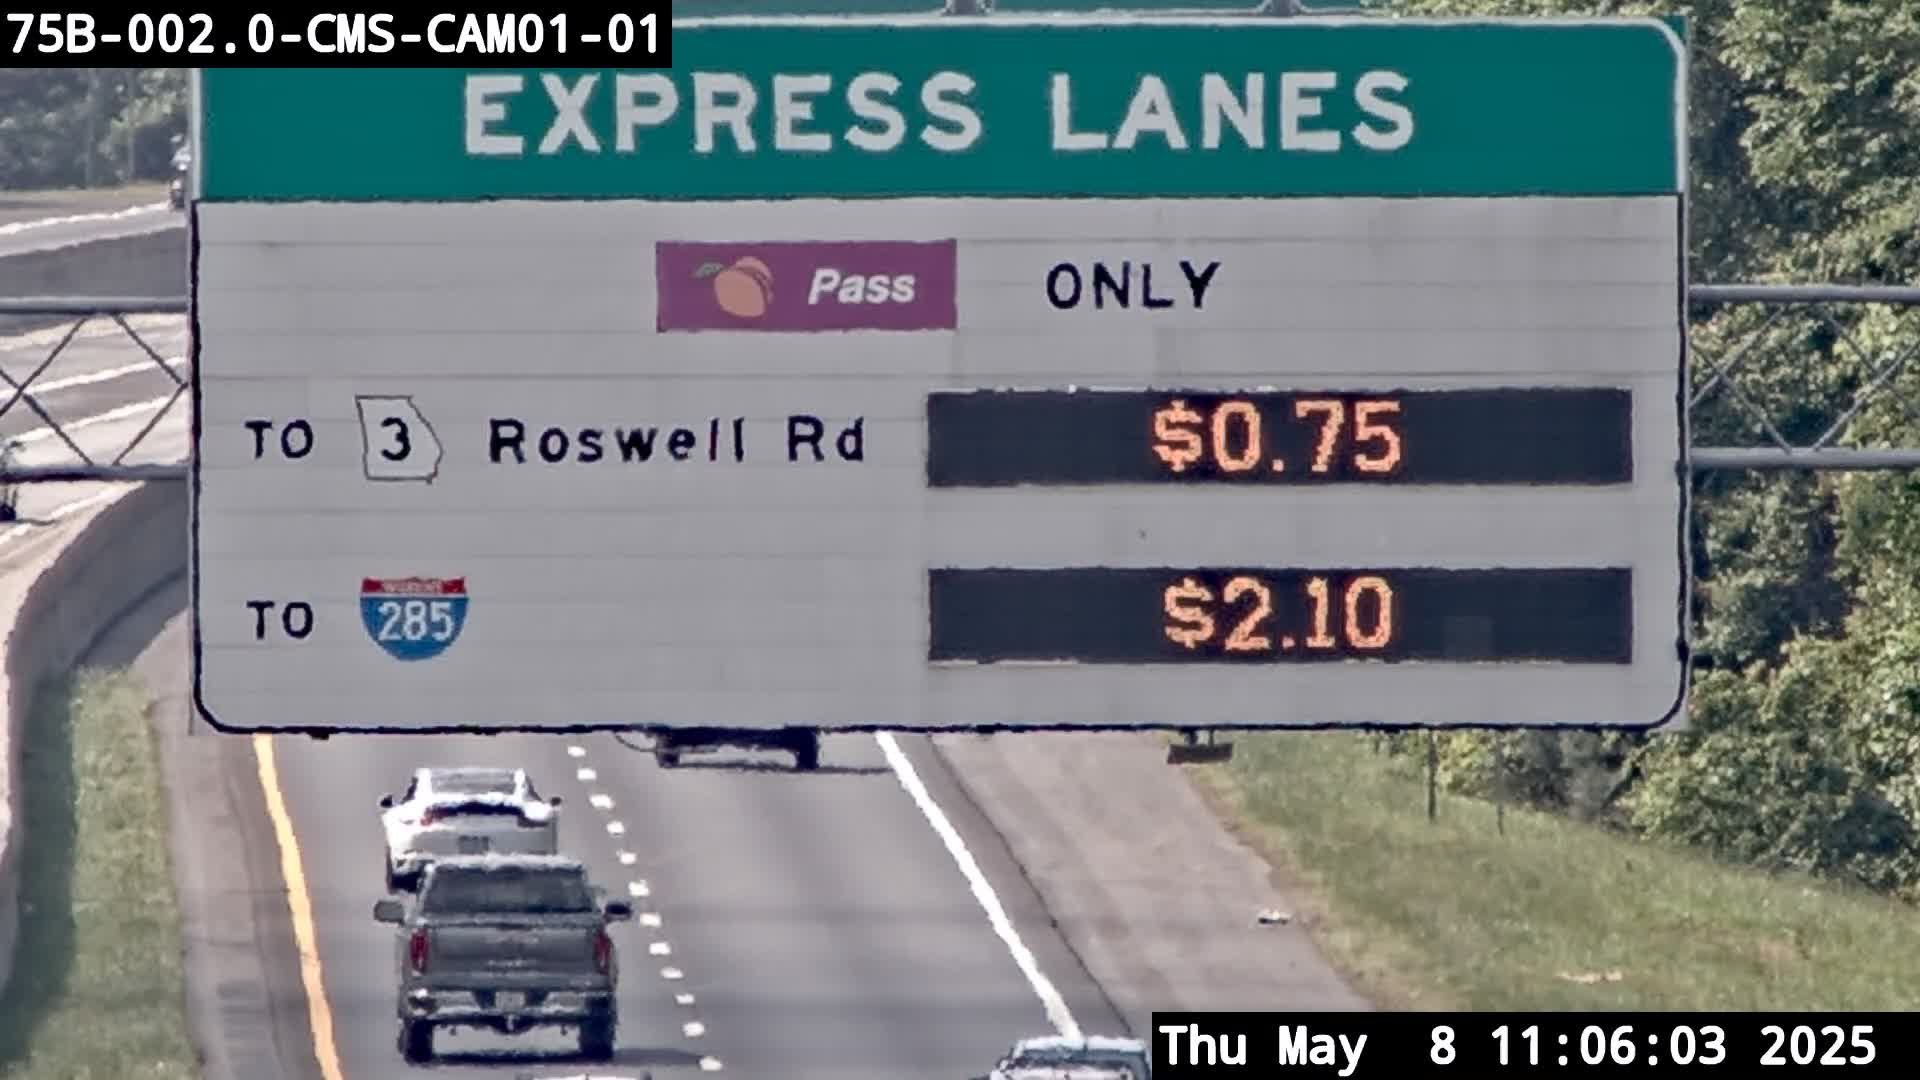 75B-002.0-CMS-CAM01-01
EXPRESS LANES
Pass ONLY
TO 3 Roswell Rd $0.75
TO 285 $2.10
Thu May 8 11:06:03 2025